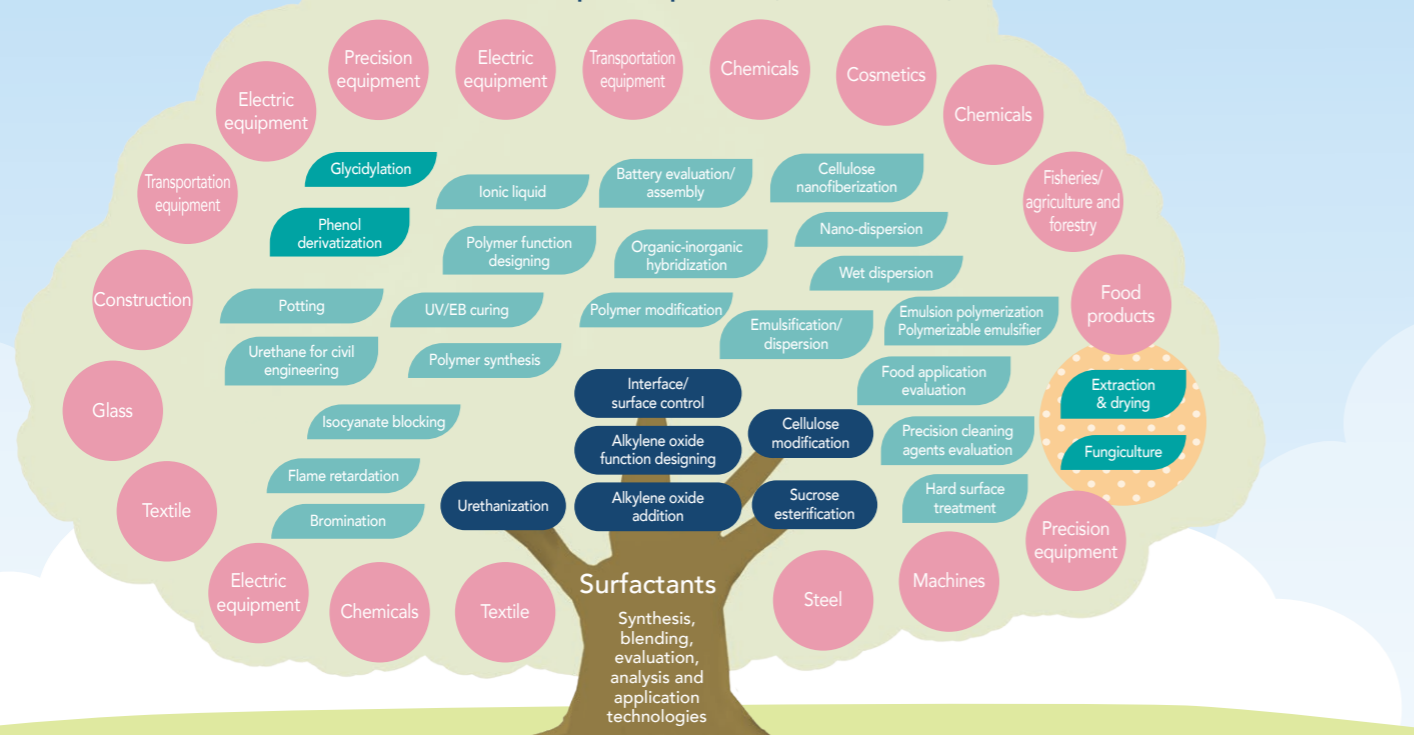 Precision
equipment
Electric
equipment
Transportation
equipment
Chemicals
Cosmetics
Electric
equipment
Chemicals
Transportation
equipment
Fisheries/
agriculture and
forestry
Construction
Food
products
Glass
Textile
Precision
equipment
Electric
equipment
Chemicals
Textile
Steel
Machines
Glycidylation
Phenol
derivatization
Ionic liquid
Battery evaluation/
assembly
Cellulose
nanofiberization
Polymer function
designing
Organic-inorganic
hybridization
Nano-dispersion
Wet dispersion
Potting
UV/EB curing
Polymer modification
Emulsification/
dispersion
Emulsion polymerization
Polymerizable emulsifier
Urethane for civil
engineering
Polymer synthesis
Food application
evaluation
Extraction
& drying
Fungiculture
Isocyanate blocking
Precision cleaning
agents evaluation
Flame retardation
Bromination
Hard surface
treatment
Interface/
surface control
Alkylene oxide
function designing
Alkylene oxide
addition
Cellulose
modification
Sucrose
esterification
Urethanization
Surfactants
Synthesis,
blending,
evaluation,
analysis and
application
technologies